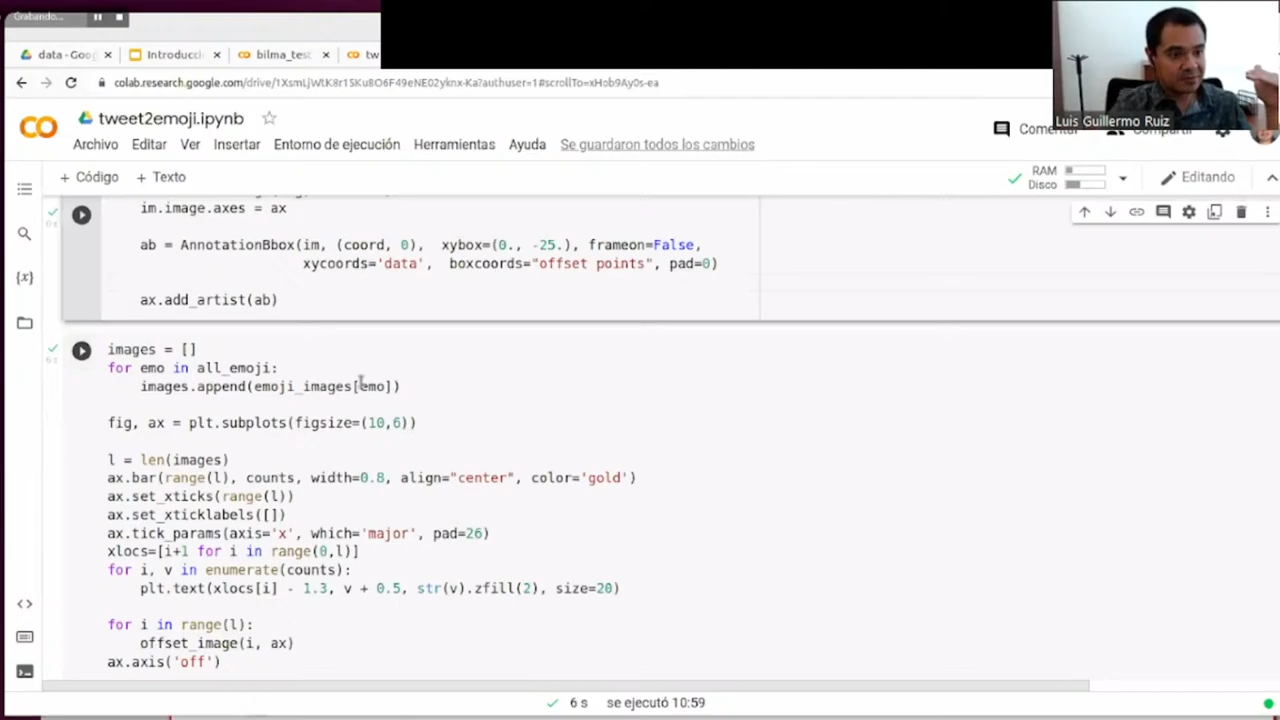 Grabando...
data - Goo
Introducci
bilma_test
tw
colab.research.google.com/drive/1XsmLjWtK8r15Ku8O6F49eNE02yknx-Ka?authuser=1#scrollTo=xHob9Ay0s-ea
Luis Guillermo Ruiz
tweet2emoji.ipynb
Archivo Editar Ver Insertar Entorno de ejecución Herramientas Ayuda Se guardaron todos los cambios
+ Código + Texto
RAM
Disco
Editando
im.image.axes = ax
ab = AnnotationBbox(im, (coord, 0), xybox=(0., -25.), frameon=False,
xycoords='data', boxcoords="offset points", pad=0)
ax.add_artist(ab)
images = []
for emo in all_emoji:
images.append(emoji_images[emo])
fig, ax = plt.subplots(figsize=(10,6))
l = len(images)
ax.bar(range(l), counts, width=0.8, align="center", color='gold')
ax.set_xticks(range(l))
ax.set_xticklabels([])
ax.tick_params(axis='x', which='major', pad=26)
xlocs=[i+1 for i in range(0,l)]
for i, v in enumerate(counts):
plt.text(xlocs[i] - 1.3, v + 0.5, str(v).zfill(2), size=20)
for i in range(l):
offset_image(i, ax)
ax.axis('off')
6 s se ejecutó 10:59